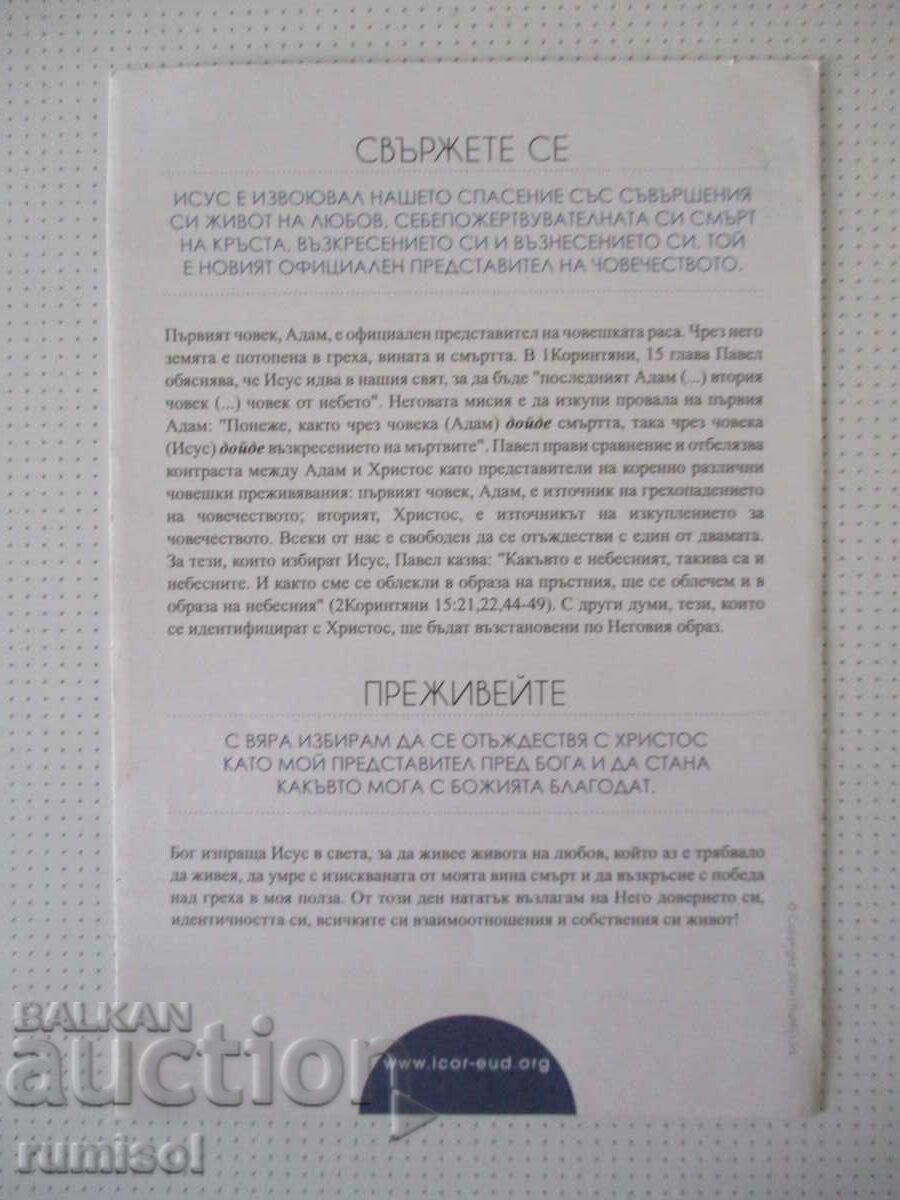 СВЪРЖЕТЕ СЕ
ИСУС Е ИЗВОЮВАЛ НАШЕТО СПАСЕНИЕ СЪС СЪВЪРШЕНИЯ
СИ ЖИВОТ НА ЛЮБОВ, СЕБЕПОЖЕРТВУВАТЕЛНАТА СИ СМЪРТ
НА КРЪСТА, ВЪЗКРЕСЕНИЕТО СИ И ВЪЗНЕСЕНИЕТО СИ. ТОЙ
Е НОВИЯТ ОФИЦИАЛЕН ПРЕДСТАВИТЕЛ НА ЧОВЕЧЕСТВОТО.
Първият човек, Адам, е официален представител на човешката раса. Чрез него
земята е потопена в греха, вината и смъртта. В 1Коринтяни, 15 глава Павел
обяснява, че Исус идва в нашия свят, за да бъде "последният Адам (...) втория
човек (...) човек от небето". Неговата мисия е да изкупи провала на първия
Адам: "Понеже, както чрез човека (Адам) дойде смъртта, така чрез човека
(Исус) дойде възкресението на мъртвите". Павел прави сравнение и отбелязва
контраста между Адам и Христос като представители на коренно различни
човешки преживявания: първият човек, Адам, е източник на грехопадението
на човечеството; вторият, Христос, е източникът на изкуплението за
човечеството. Всеки от нас е свободен да се отъждестви с един от двамата.
За тези, които избират Исус, Павел казва: "Какъвто е небесният, такива са и
небесните. И както сме се облекли в образа на пръстния, ще се облечем и в
образа на небесния" (2Коринтяни 15:21,22,44-49). С други думи, тези, които
се идентифицират с Христос, ще бъдат възстановени по Неговия образ.
ПРЕЖИВЕЙТЕ
С ВЯРА ИЗБИРАМ ДА СЕ ОТЪЖДЕСТВЯ С ХРИСТОС
КАТО МОЙ ПРЕДСТАВИТЕЛ ПРЕД БОГА И ДА СТАНА
КАКЪВТО МОГА С БОЖИЯТА БЛАГОДАТ.
Бог изпраща Исус в света, за да живее живота на любов, който аз е трябвало
да живея, да умре с изискваната от моята вина смърт и да възкръсне с победа
над греха в моя полза. От този ден нататък възлагам на Него доверието си,
идентичността си, всичките си взаимоотношения и собствения си живот!
© Copyright
www.icor-eud.org
BALKAN
auction
rumisol